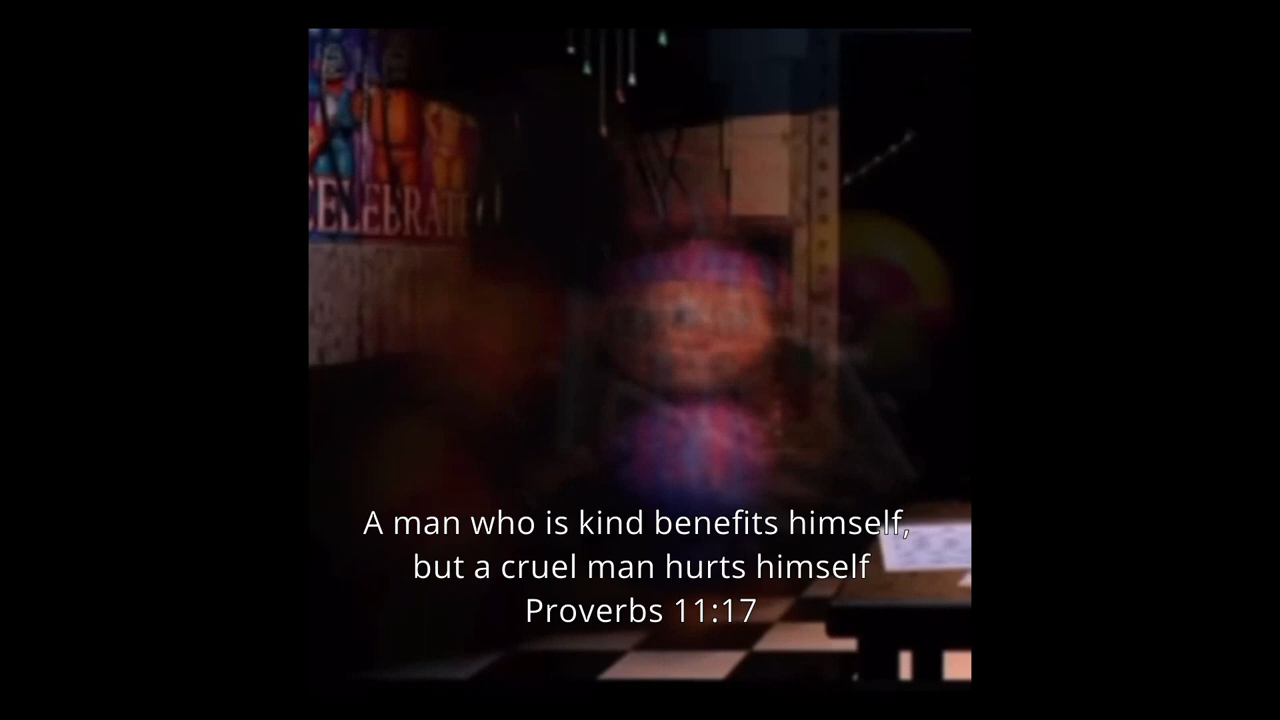 CELEBRAT
A man who is kind benefits himself,
but a cruel man hurts himself
Proverbs 11:17